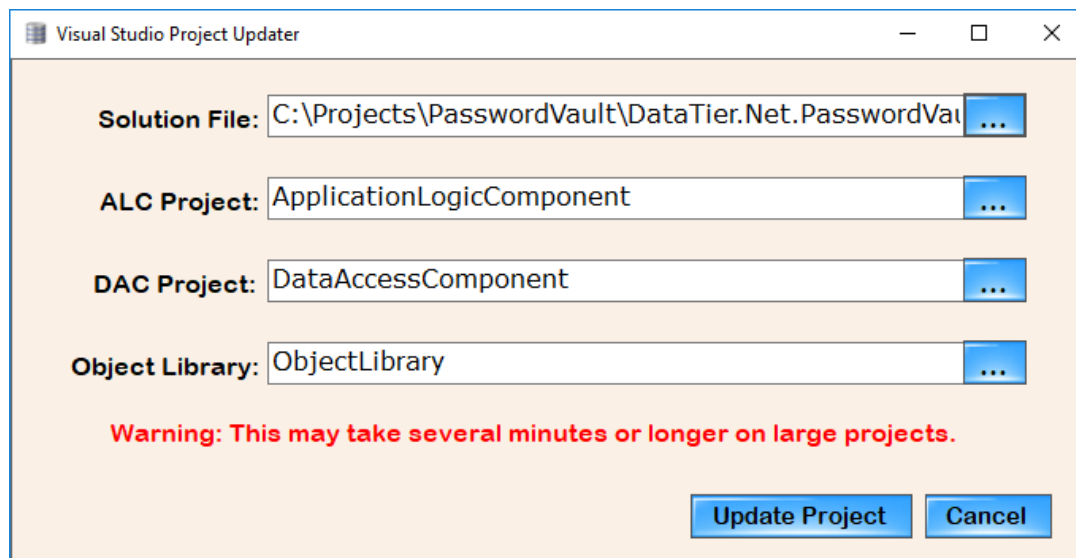 Visual Studio Project Updater
Solution File: C:\Projects\PasswordVault\DataTier.Net.PasswordVau ...
ALC Project: ApplicationLogicComponent ...
DAC Project: DataAccessComponent ...
Object Library: ObjectLibrary ...
Warning: This may take several minutes or longer on large projects.
Update Project Cancel